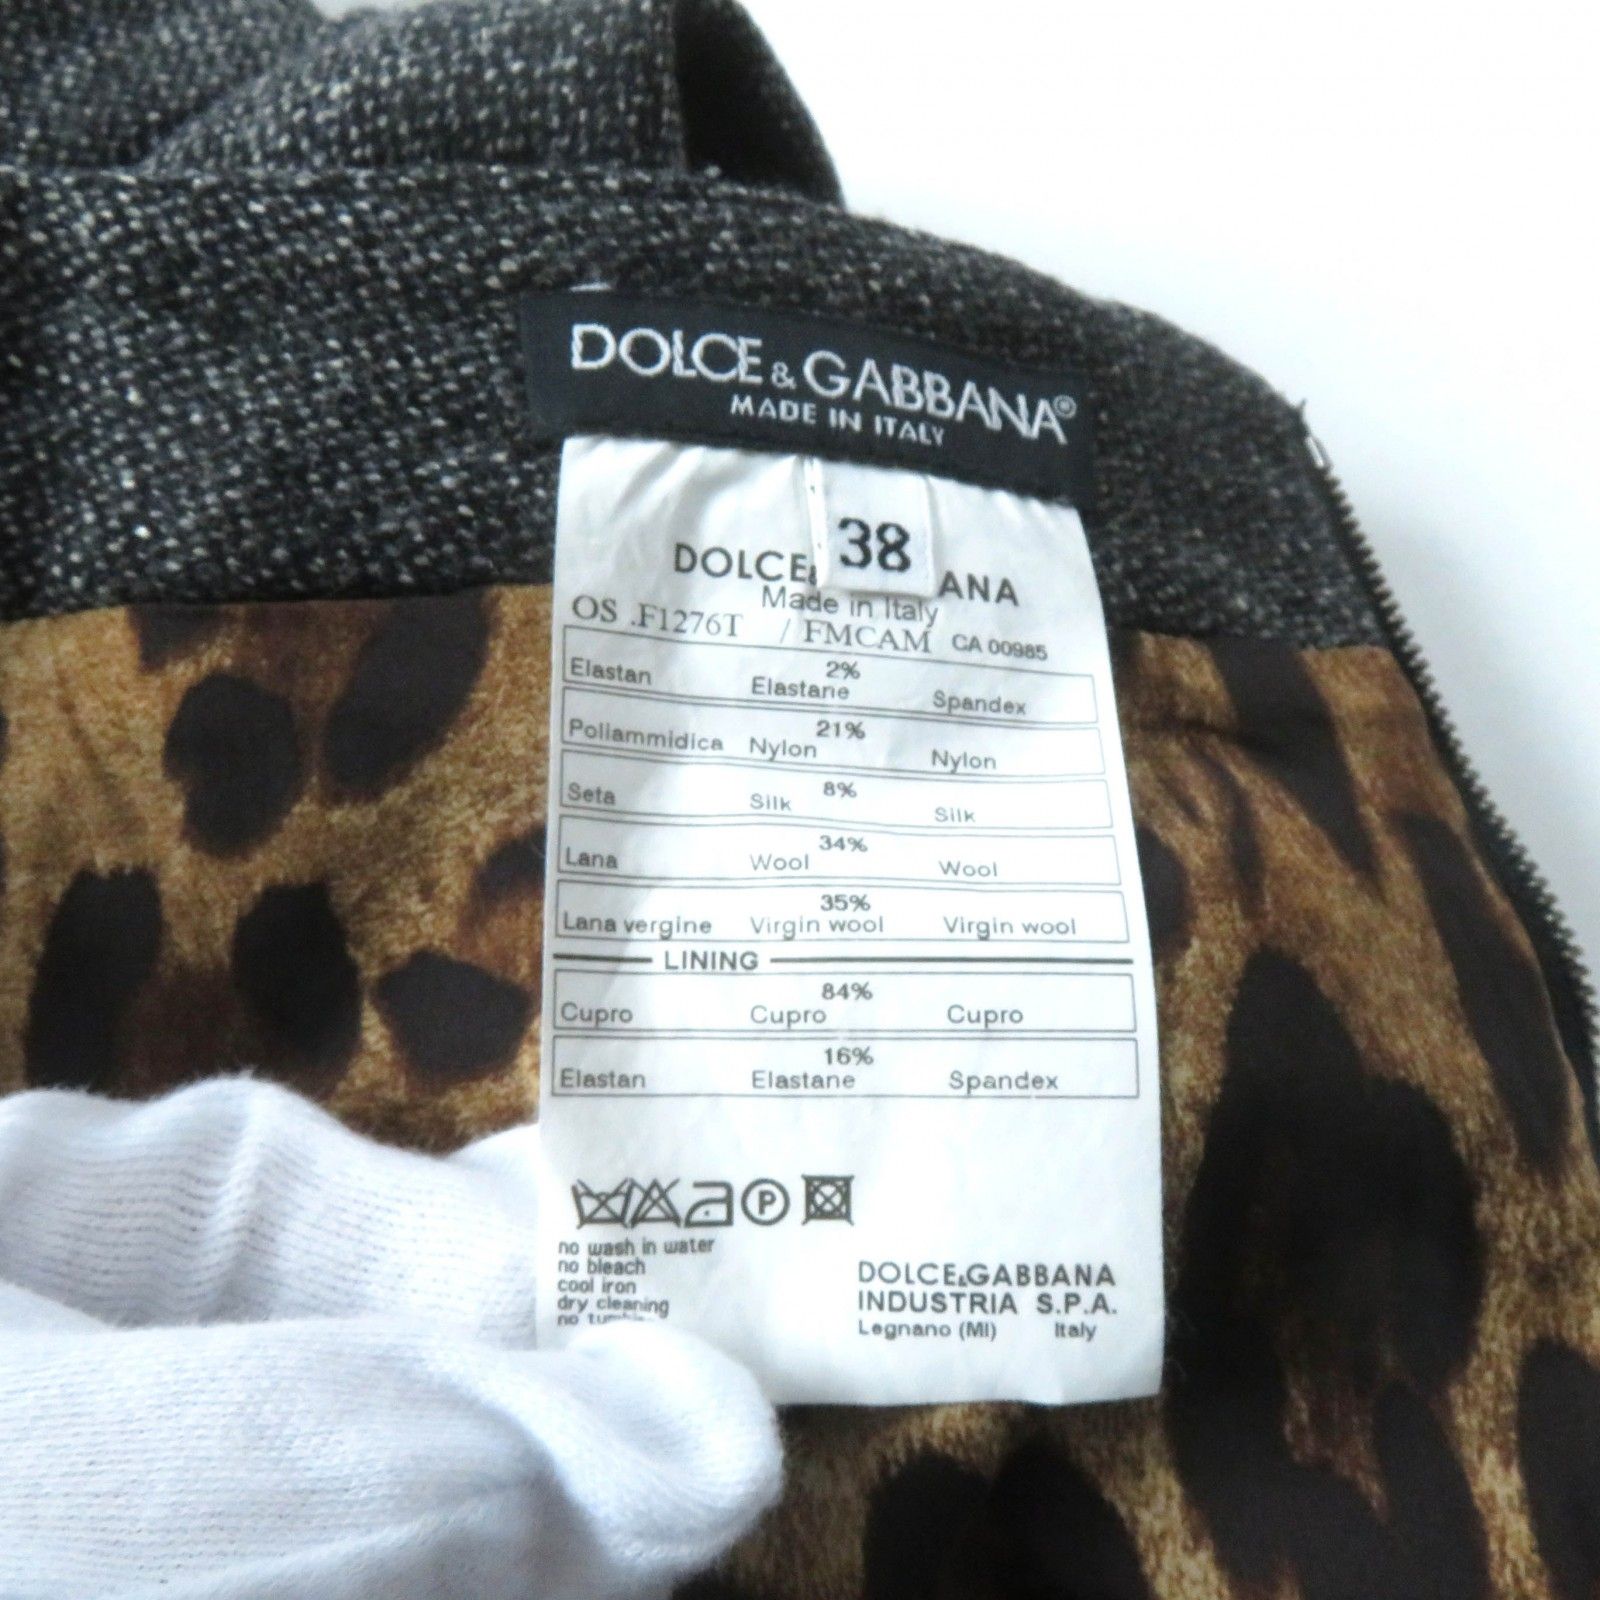 DOLCE & GABBANA®
MADE IN ITALY
38
DOLCE& ANA
Made in Italy
OS .F1276T / FMCAM CA 00985
2%
Elastan Elastane Spandex
21%
Poliammidica Nylon Nylon
8%
Seta Silk Silk
34%
Lana Wool Wool
35%
Lana vergine Virgin wool Virgin wool
LINING
84%
Cupro Cupro Cupro
16%
Elastan Elastane Spandex
P
no wash in water
no bleach
cool iron
dry cleaning
no
DOLCE&GABBANA
INDUSTRIA S.P.A.
Legnano (MI) Italy